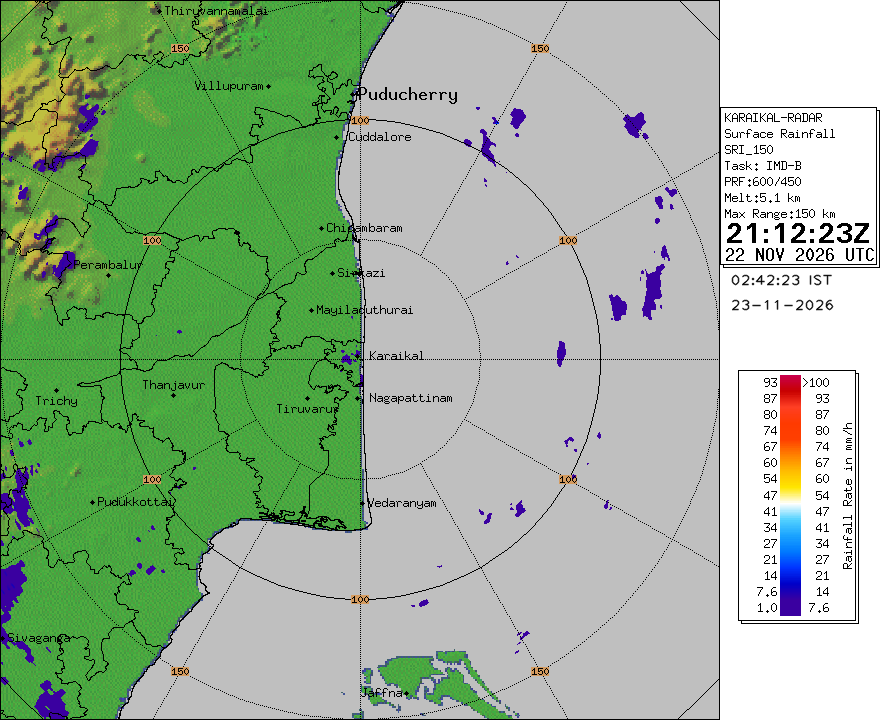 Thiruvannamalai
150
150
Villupuram
Puducherry
100
Cuddalore
Chidambaram
100
100
Perambalur
Sirkazi
Mayiladuthurai
Karaikal
Thanjavur
Trichy
Nagapattinam
Tiruvarur
100
100
Pudukkottai
Vedaranyam
100
Sivaganga
150
150
Jaffna
KARAIKAL-RADAR
Surface Rainfall
SRI_150
Task: IMD-B
PRF:600/450
Melt:5.1 km
Max Range:150 km
21:12:23Z
22 NOV 2026 UTC
02:42:23 IST
23-11-2026
93 >100
87 93
80 87
74 80
67 74
60 67
54 60
47 54
41 47
34 41
27 34
21 27
14 21
7.6 14
1.0 7.6
Rainfall Rate in mm/h